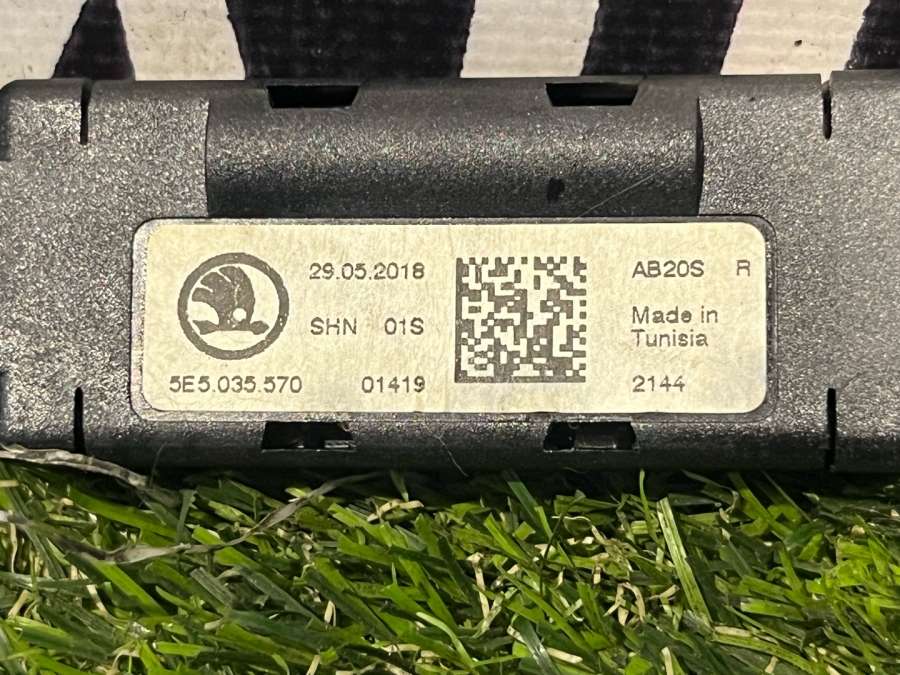 29.05.2018
SHN 01S
5E5.035.570 01419
AB20S R
Made in
Tunisia
2144